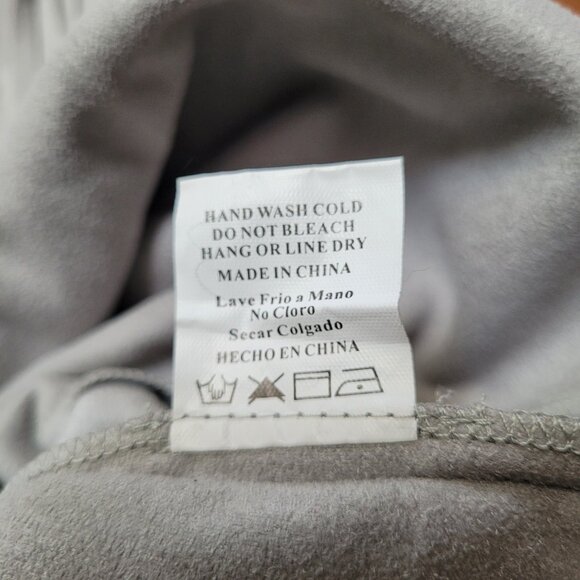 HAND WASH COLD
DO NOT BLEACH
HANG OR LINE DRY
MADE IN CHINA
Lave Frio a Mano
No Cloro
Secar Colgado
HECHO EN CHINA